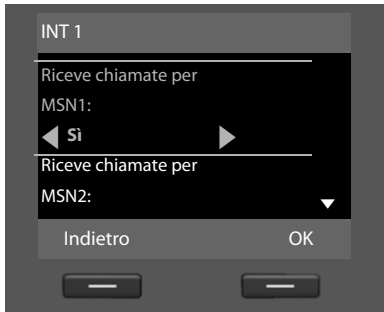 INT 1
Riceve chiamate per
MSN1:
Sì
Riceve chiamate per
MSN2:
Indietro OK